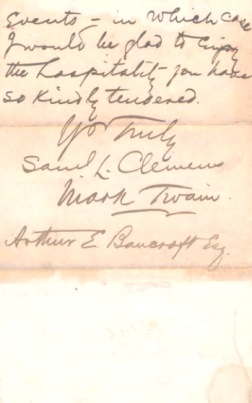 Events - in which case
I would be glad to enjoy
the hospitality you have
so kindly tendered.
Yrs Truly
Saml L. Clemens
Mark Twain.
Arthur E Bancroft Esq.